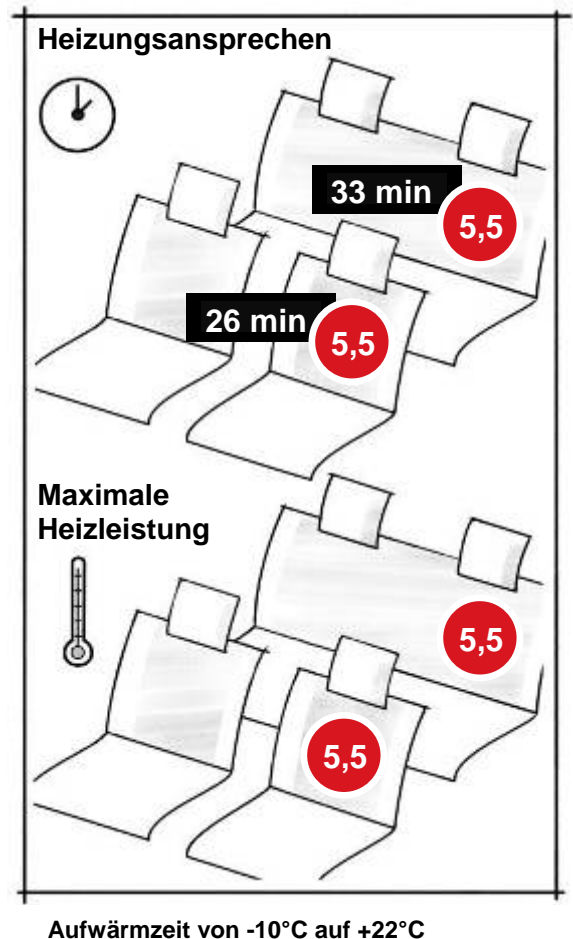 Heizungsansprechen
33 min
5,5
26 min
5,5
Maximale
Heizleistung
5,5
5,5
Aufwärmzeit von -10°C auf +22°C